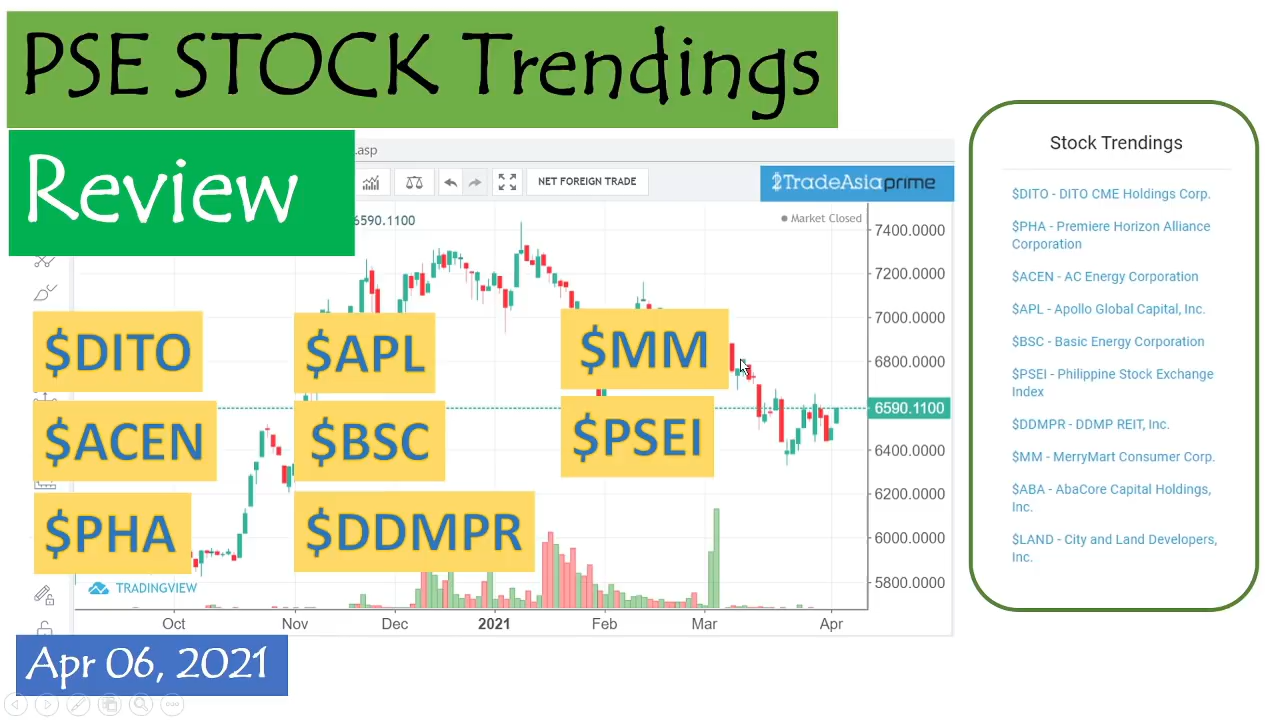 PSE STOCK Trendings
Review
.asp
NET FOREIGN TRADE
TradeAsiaprime
6590.1100
Market Closed
7400.0000
7200.0000
7000.0000
6800.0000
6590.1100
6400.0000
6200.0000
6000.0000
5800.0000
$DITO
$APL
$MM
$ACEN
$BSC
$PSEI
$PHA
$DDMPR
TRADINGVIEW
Oct Nov Dec 2021 Feb Mar Apr
Apr 06, 2021
Stock Trendings
$DITO - DITO CME Holdings Corp.
$PHA - Premiere Horizon Alliance
Corporation
$ACEN - AC Energy Corporation
$APL - Apollo Global Capital, Inc.
$BSC - Basic Energy Corporation
$PSEI - Philippine Stock Exchange
Index
$DDMPR - DDMP REIT, Inc.
$MM - MerryMart Consumer Corp.
$ABA - AbaCore Capital Holdings,
Inc.
$LAND - City and Land Developers,
Inc.